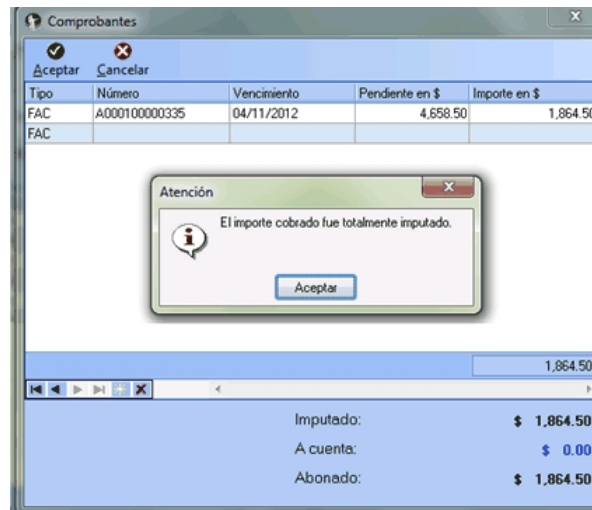 Comprobantes
Aceptar Cancelar
Tipo Número Vencimiento Pendiente en $ Importe en $
FAC A000100000335 04/11/2012 4,658.50 1,864.50
FAC
Atención
El importe cobrado fue totalmente imputado.
Aceptar
1,864.50
Imputado: $ 1,864.50
A cuenta: $ 0.00
Abonado: $ 1,864.50